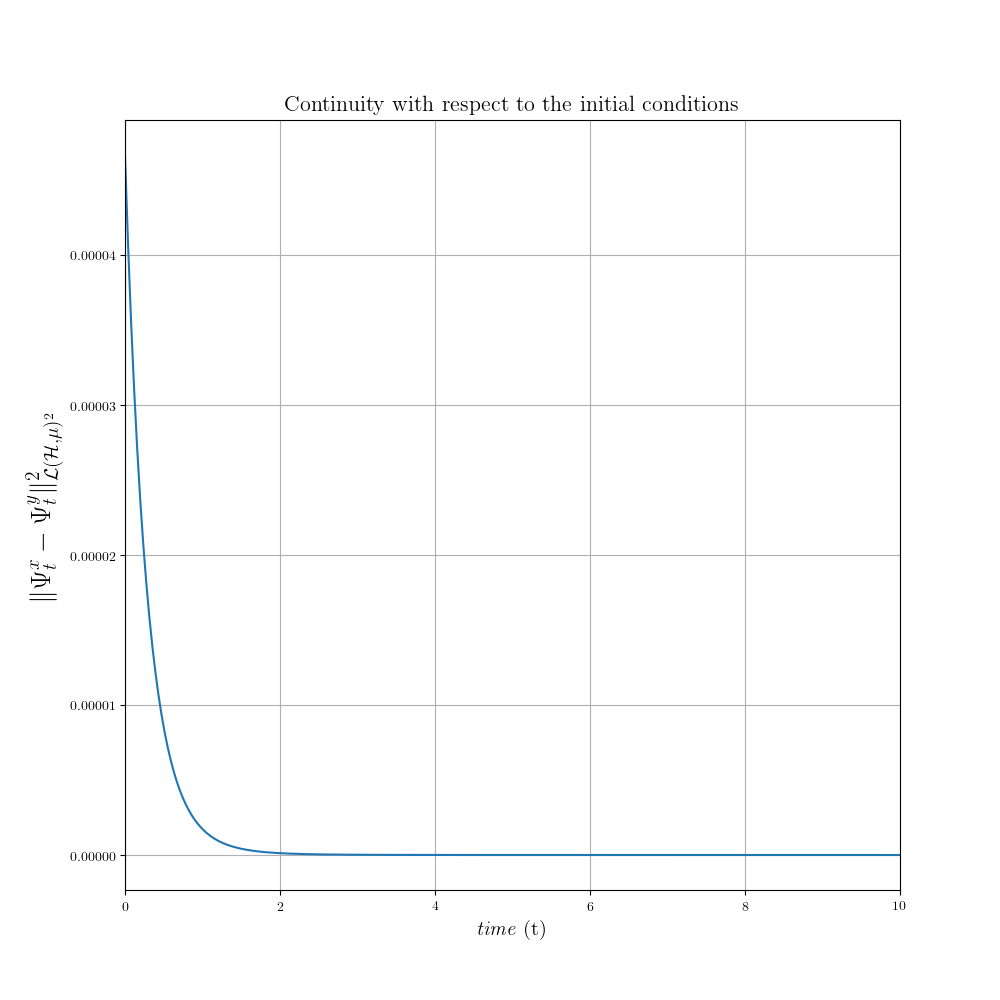 Continuity with respect to the initial conditions
||Ψ_t^x − Ψ_t^y||^2_{ℒ(ℋ,μ)^2}
0.00004
0.00003
0.00002
0.00001
0.00000
0 2 4 6 8 10
time (t)